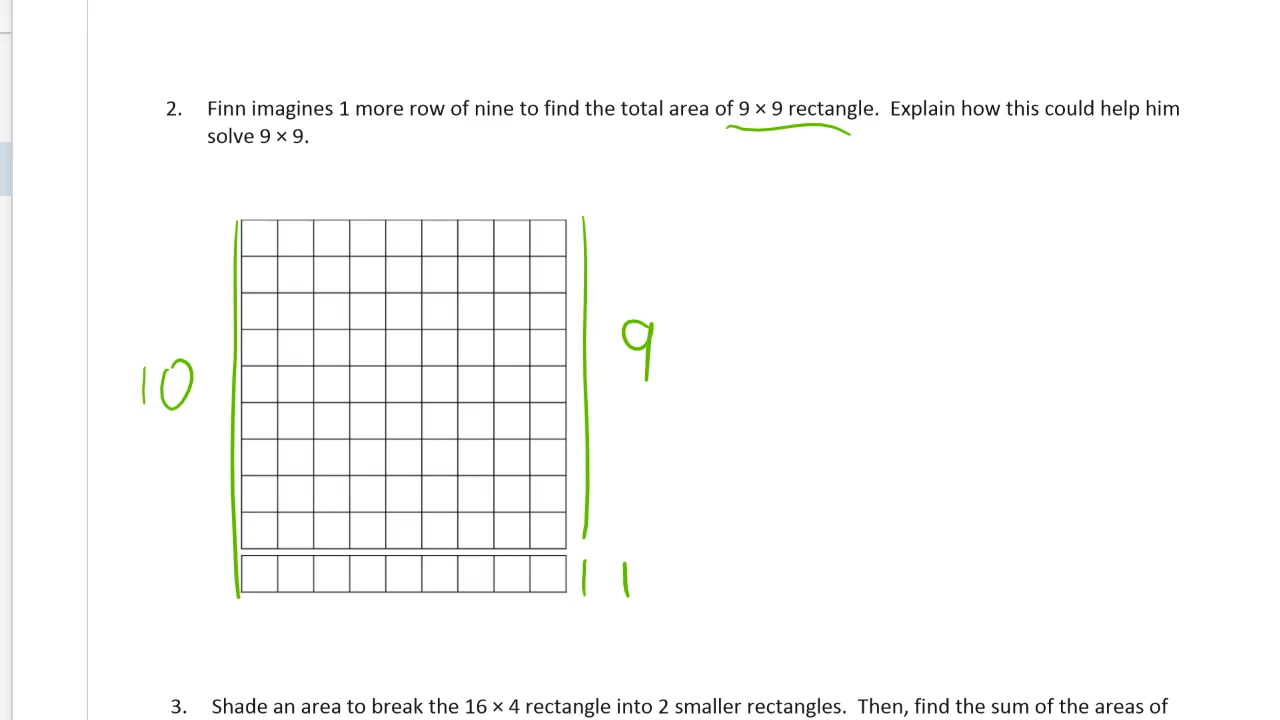 2. Finn imagines 1 more row of nine to find the total area of 9 × 9 rectangle. Explain how this could help him
solve 9 × 9.
9
10
1
3. Shade an area to break the 16 × 4 rectangle into 2 smaller rectangles. Then, find the sum of the areas of